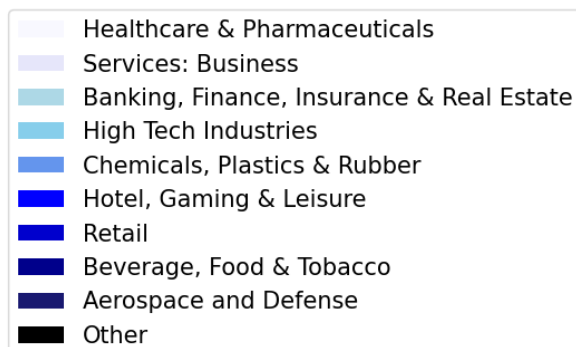 Healthcare & Pharmaceuticals
Services: Business
Banking, Finance, Insurance & Real Estate
High Tech Industries
Chemicals, Plastics & Rubber
Hotel, Gaming & Leisure
Retail
Beverage, Food & Tobacco
Aerospace and Defense
Other